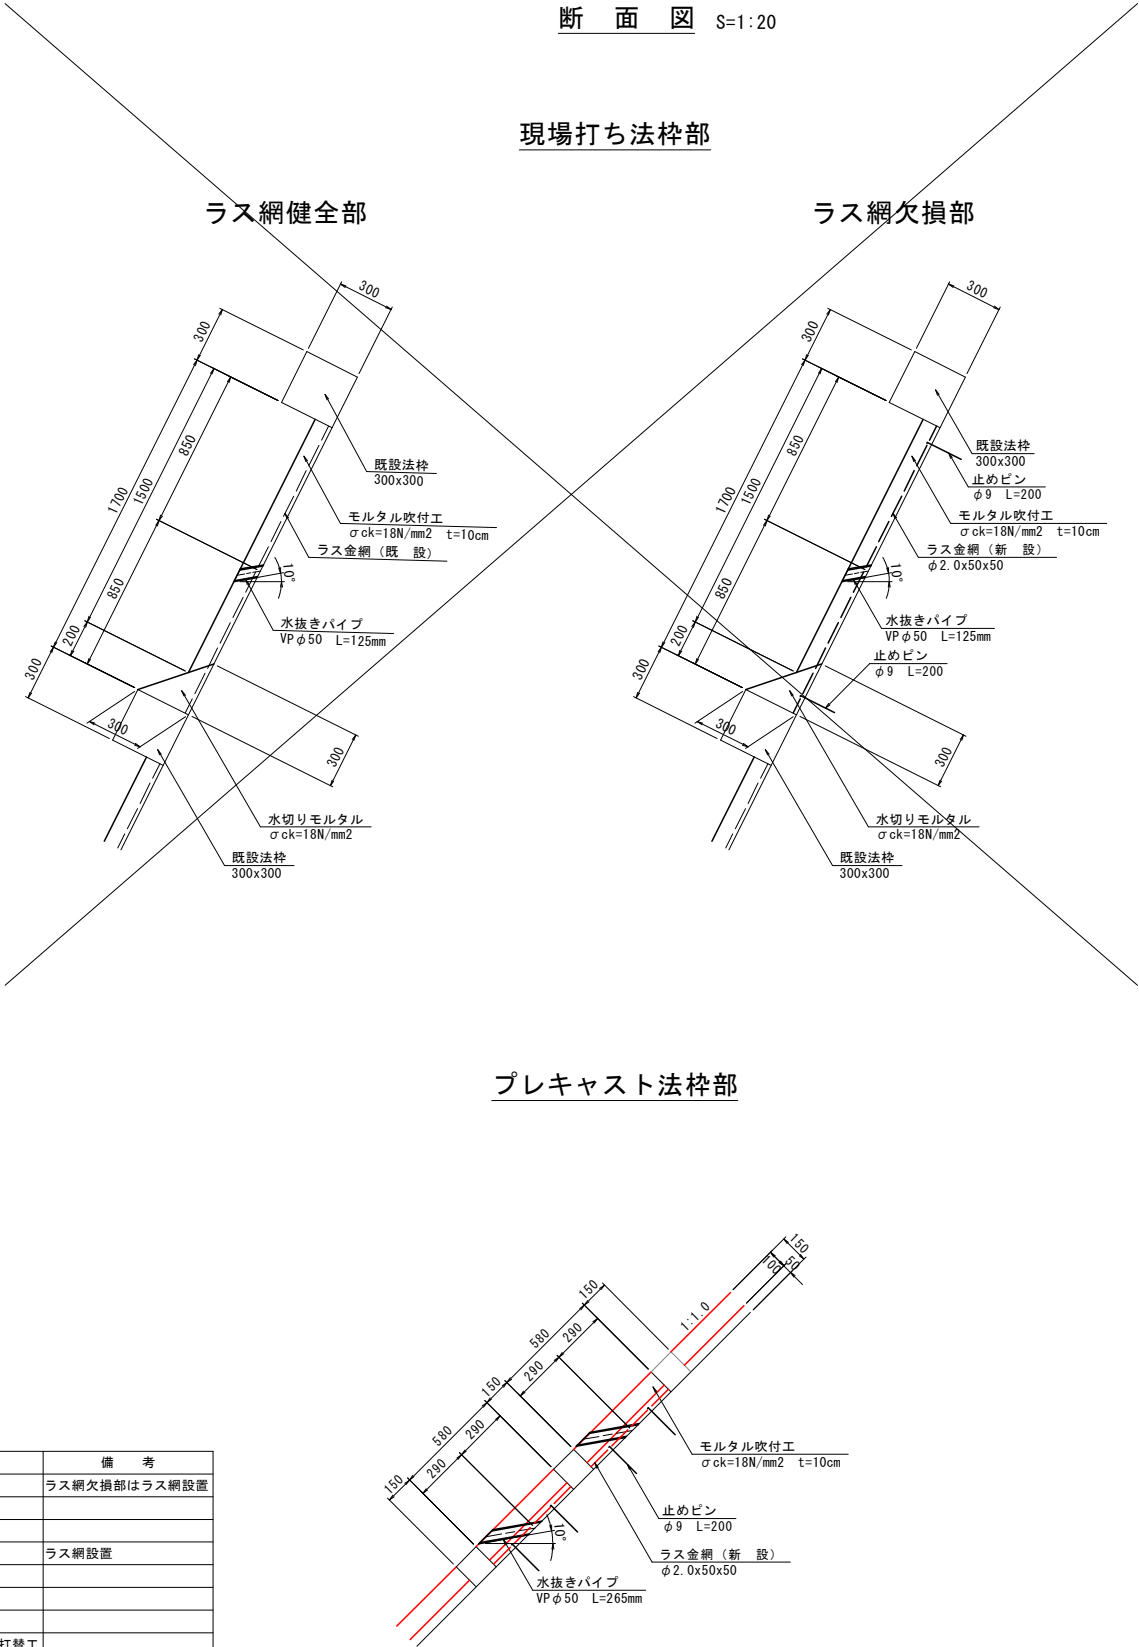 断　面　図 S=1:20
現場打ち法枠部
ラス網健全部
300
300
1700
1500
850
850
200
300
300
300
10°
既設法枠
300x300
モルタル吹付工
σck=18N/mm2 t=10cm
ラス金網（既　設）
水抜きパイプ
VPφ50 L=125mm
水切りモルタル
σck=18N/mm2
既設法枠
300x300
ラス網欠損部
300
300
1700
1500
850
850
200
300
300
300
10°
既設法枠
300x300
止めピン
φ9 L=200
モルタル吹付工
σck=18N/mm2 t=10cm
ラス金網（新　設）
φ2.0x50x50
水抜きパイプ
VPφ50 L=125mm
止めピン
φ9 L=200
水切りモルタル
σck=18N/mm2
既設法枠
300x300
プレキャスト法枠部
150
100
50
1:1.0
150
580
290
290
150
580
290
290
150
10°
モルタル吹付工
σck=18N/mm2 t=10cm
止めピン
φ9 L=200
ラス金網（新　設）
φ2.0x50x50
水抜きパイプ
VPφ50 L=265mm
備　考
ラス網欠損部はラス網設置
ラス網設置
打替工